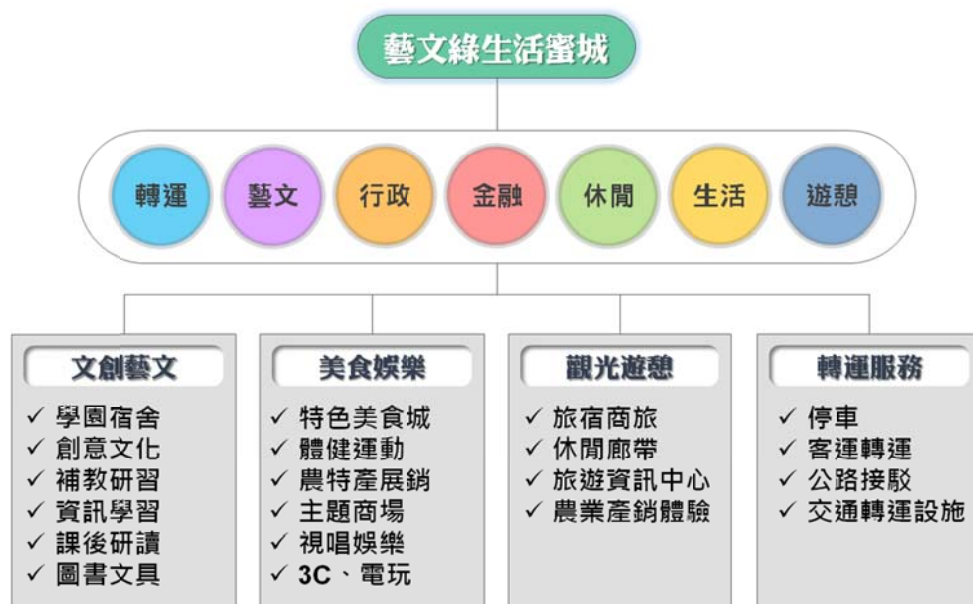 藝文綠生活蜜城
轉運 藝文 行政 金融 休閒 生活 遊憩
文創藝文
✓ 學園宿舍
✓ 創意文化
✓ 補教研習
✓ 資訊學習
✓ 課後研讀
✓ 圖書文具
美食娛樂
✓ 特色美食城
✓ 體健運動
✓ 農特產展銷
✓ 主題商場
✓ 視唱娛樂
✓ 3C、電玩
觀光遊憩
✓ 旅宿商旅
✓ 休閒廊帶
✓ 旅遊資訊中心
✓ 農業產銷體驗
轉運服務
✓ 停車
✓ 客運轉運
✓ 公路接駁
✓ 交通轉運設施